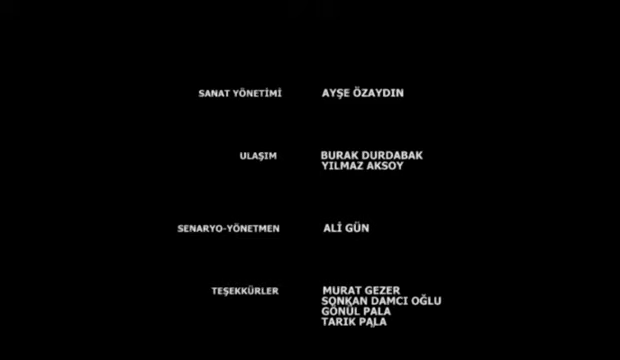 SANAT YÖNETİMİ AYŞE ÖZAYDIN
ULAŞIM BURAK DURDABAK
YILMAZ AKSOY
SENARYO-YÖNETMEN ALİ GÜN
TEŞEKKÜRLER MURAT GEZER
SONKAN DAMCI OĞLU
GÖNÜL PALA
TARIK PALA